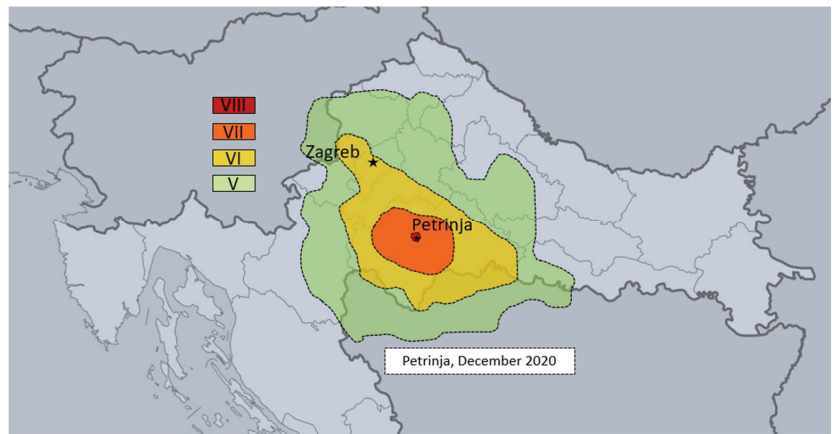 VIII
VII
VI
V
Zagreb
Petrinja
Petrinja, December 2020